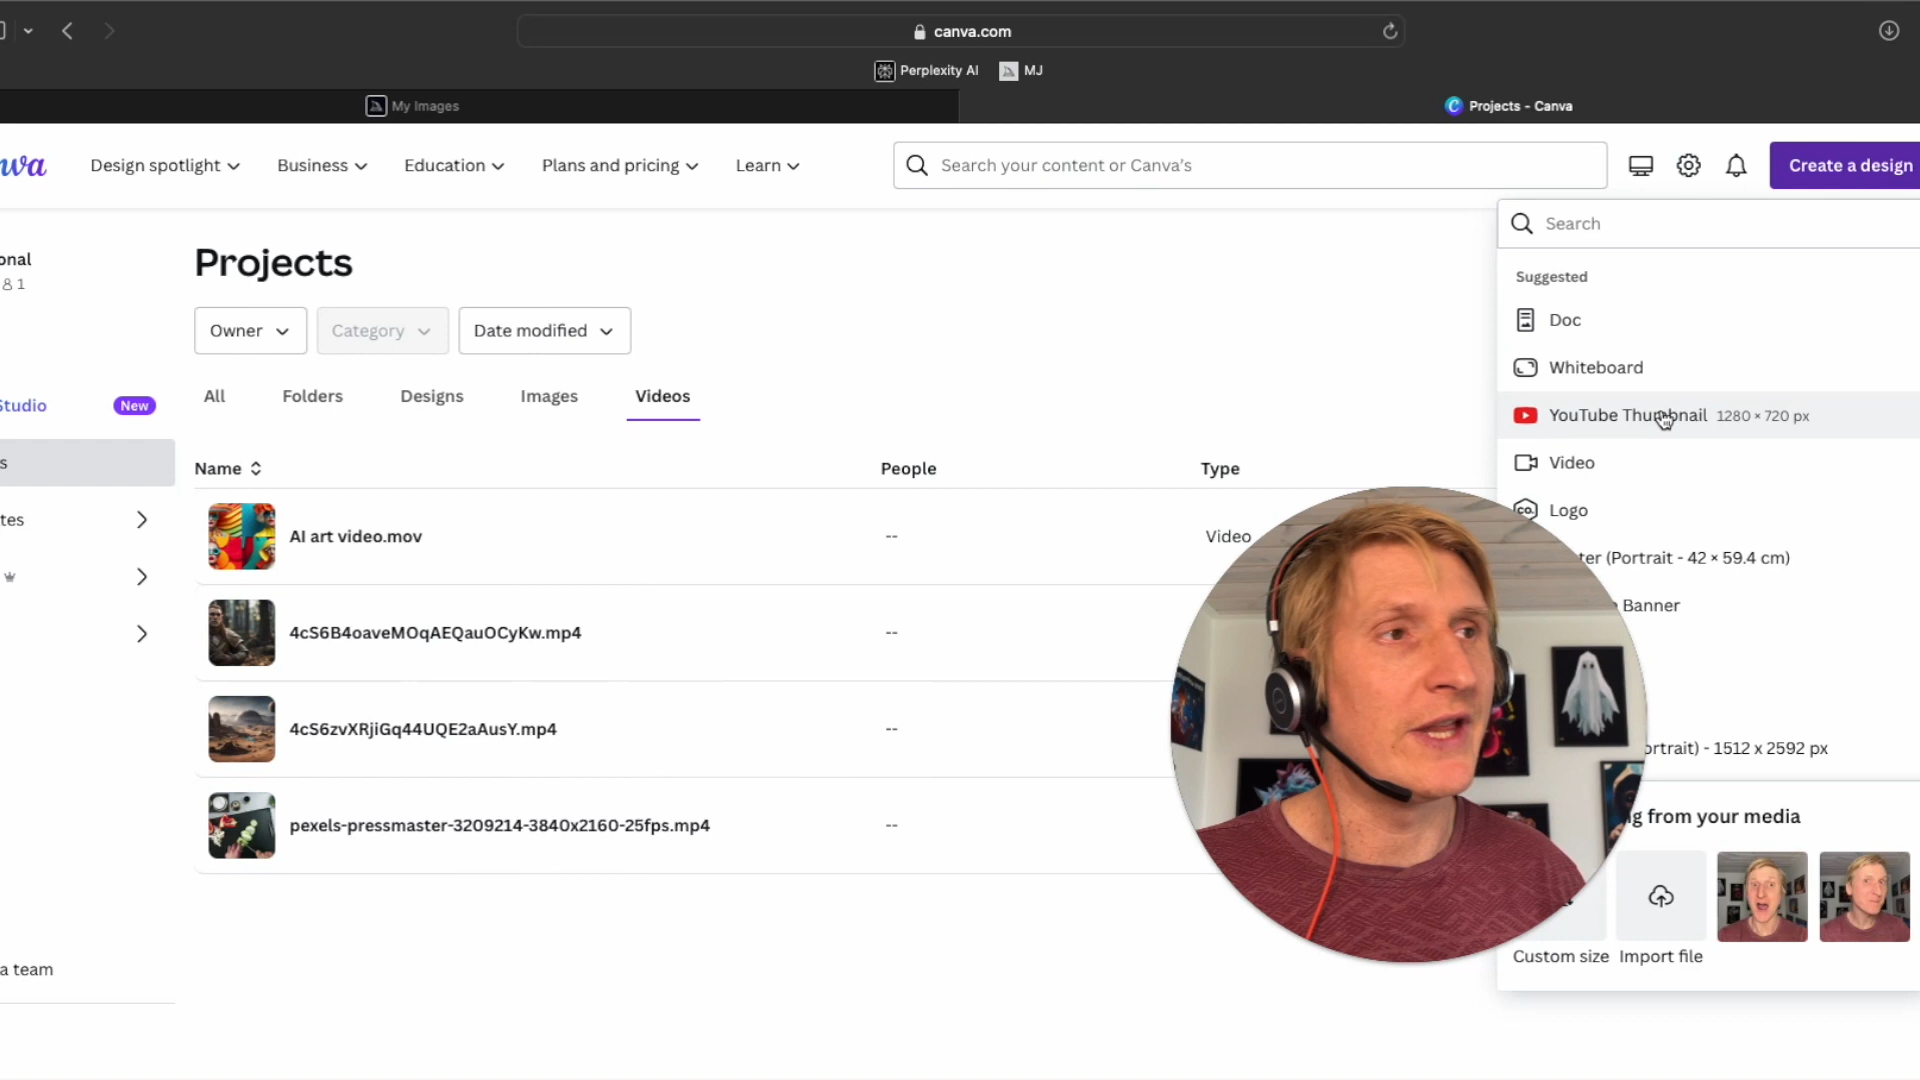 canva.com
Perplexity AI
MJ
My Images
Projects - Canva
Design spotlight
Business
Education
Plans and pricing
Learn
Search your content or Canva's
Create a design
Search
Projects
Suggested
onal
1
Owner
Category
Date modified
Doc
Whiteboard
All
Folders
Designs
Images
Videos
YouTube Thumbnail 1280 × 720 px
Studio
New
Video
Name
People
Type
s
CO.
Logo
AI art video.mov
--
Video
tes
ter (Portrait - 42 × 59.4 cm)
Banner
4cS6B4oaveMOqAEQauOCyKw.mp4
--
4cS6zvXRjiGq44UQE2aAusY.mp4
--
ortrait) - 1512 x 2592 px
pexels-pressmaster-3209214-3840x2160-25fps.mp4
--
g from your media
Custom size
Import file
a team